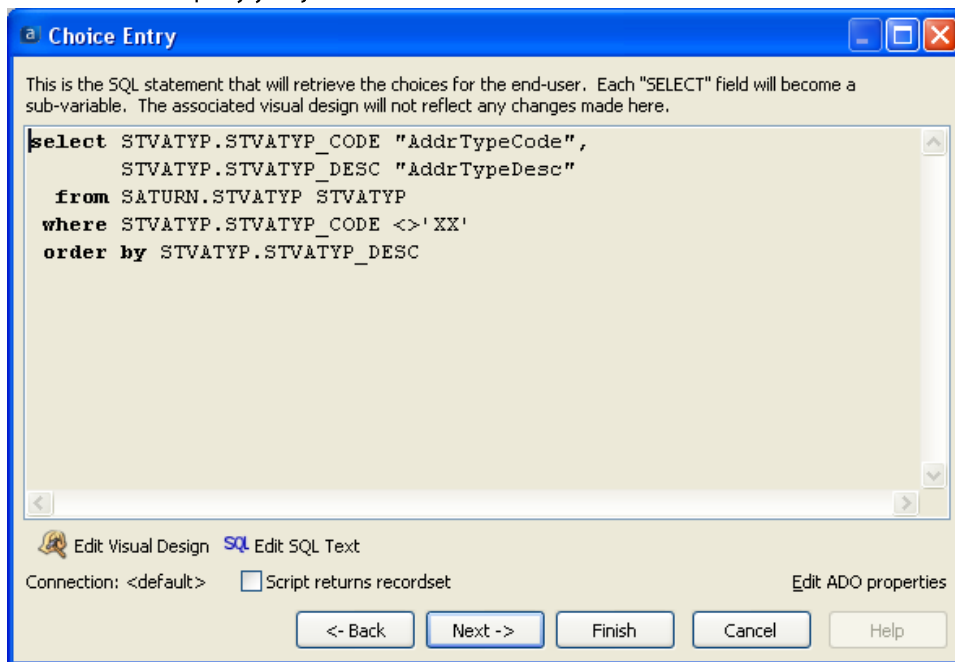 Choice Entry
This is the SQL statement that will retrieve the choices for the end-user.  Each "SELECT" field will become a
sub-variable.  The associated visual design will not reflect any changes made here.
select STVATYP.STVATYP_CODE "AddrTypeCode",
       STVATYP.STVATYP_DESC "AddrTypeDesc"
  from SATURN.STVATYP STVATYP
 where STVATYP.STVATYP_CODE <>'XX'
 order by STVATYP.STVATYP_DESC
Edit Visual Design SQL Edit SQL Text
Connection: <default> Script returns recordset Edit ADO properties
<- Back Next -> Finish Cancel Help